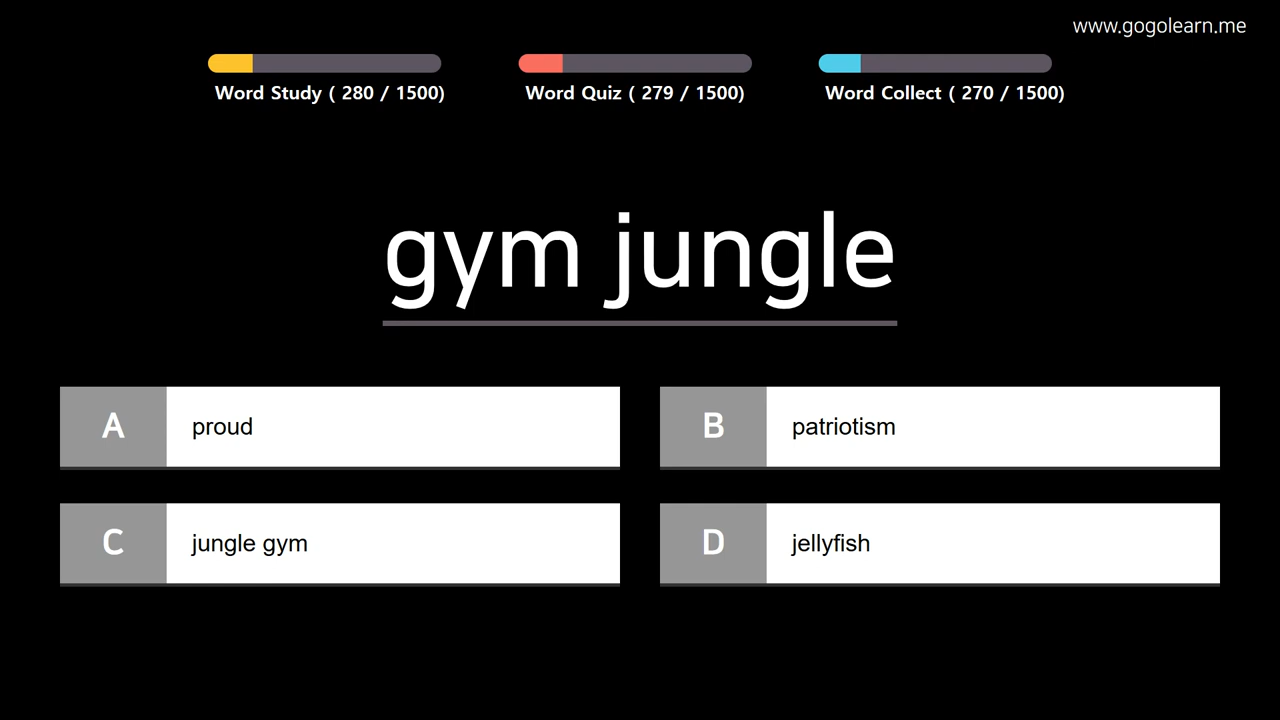 www.gogolearn.me
Word Study ( 280 / 1500)
Word Quiz ( 279 / 1500)
Word Collect ( 270 / 1500)
gym jungle
A proud
B patriotism
C jungle gym
D jellyfish